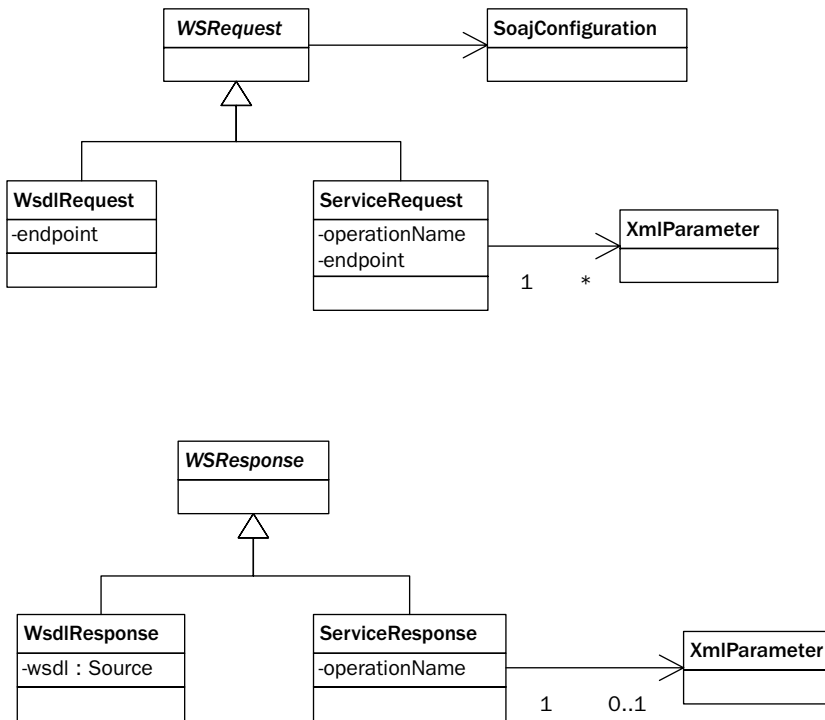 WSRequest
SoajConfiguration
WsdlRequest
-endpoint
ServiceRequest
-operationName
-endpoint
XmlParameter
1
*
WSResponse
WsdlResponse
-wsdl : Source
ServiceResponse
-operationName
XmlParameter
1
0..1